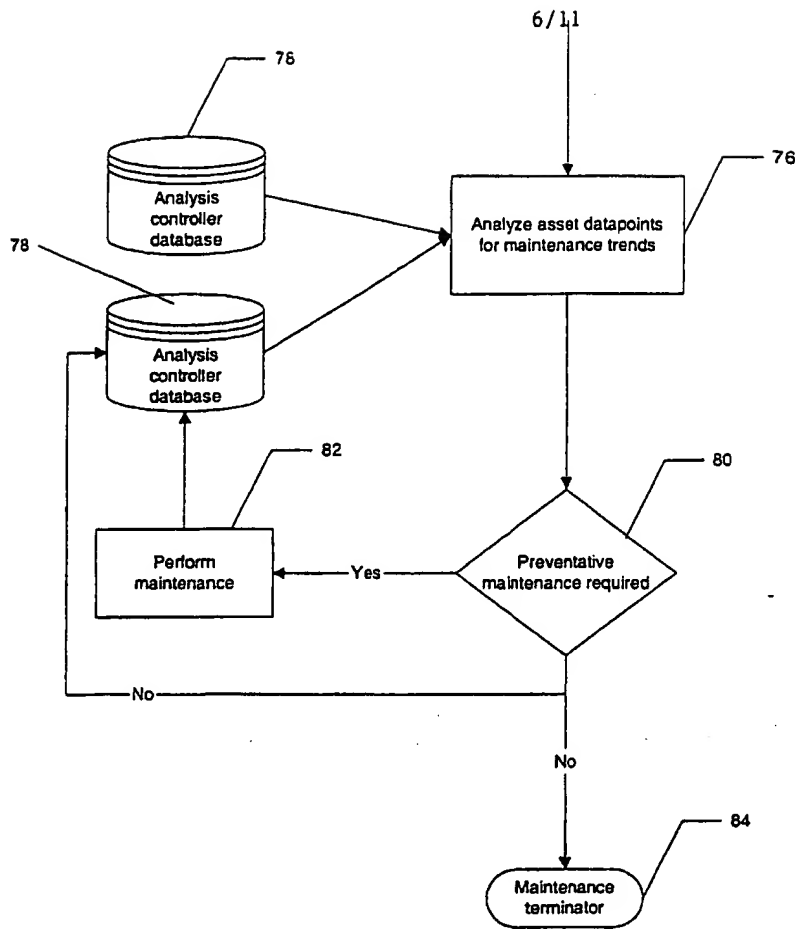 6/11
78
76
Analysis
controller
database
Analyze asset datapoints
for maintenance trends
78
Analysis
controller
database
82
80
Perform
maintenance
Yes
Preventative
maintenance required
No
No
84
Maintenance
terminator